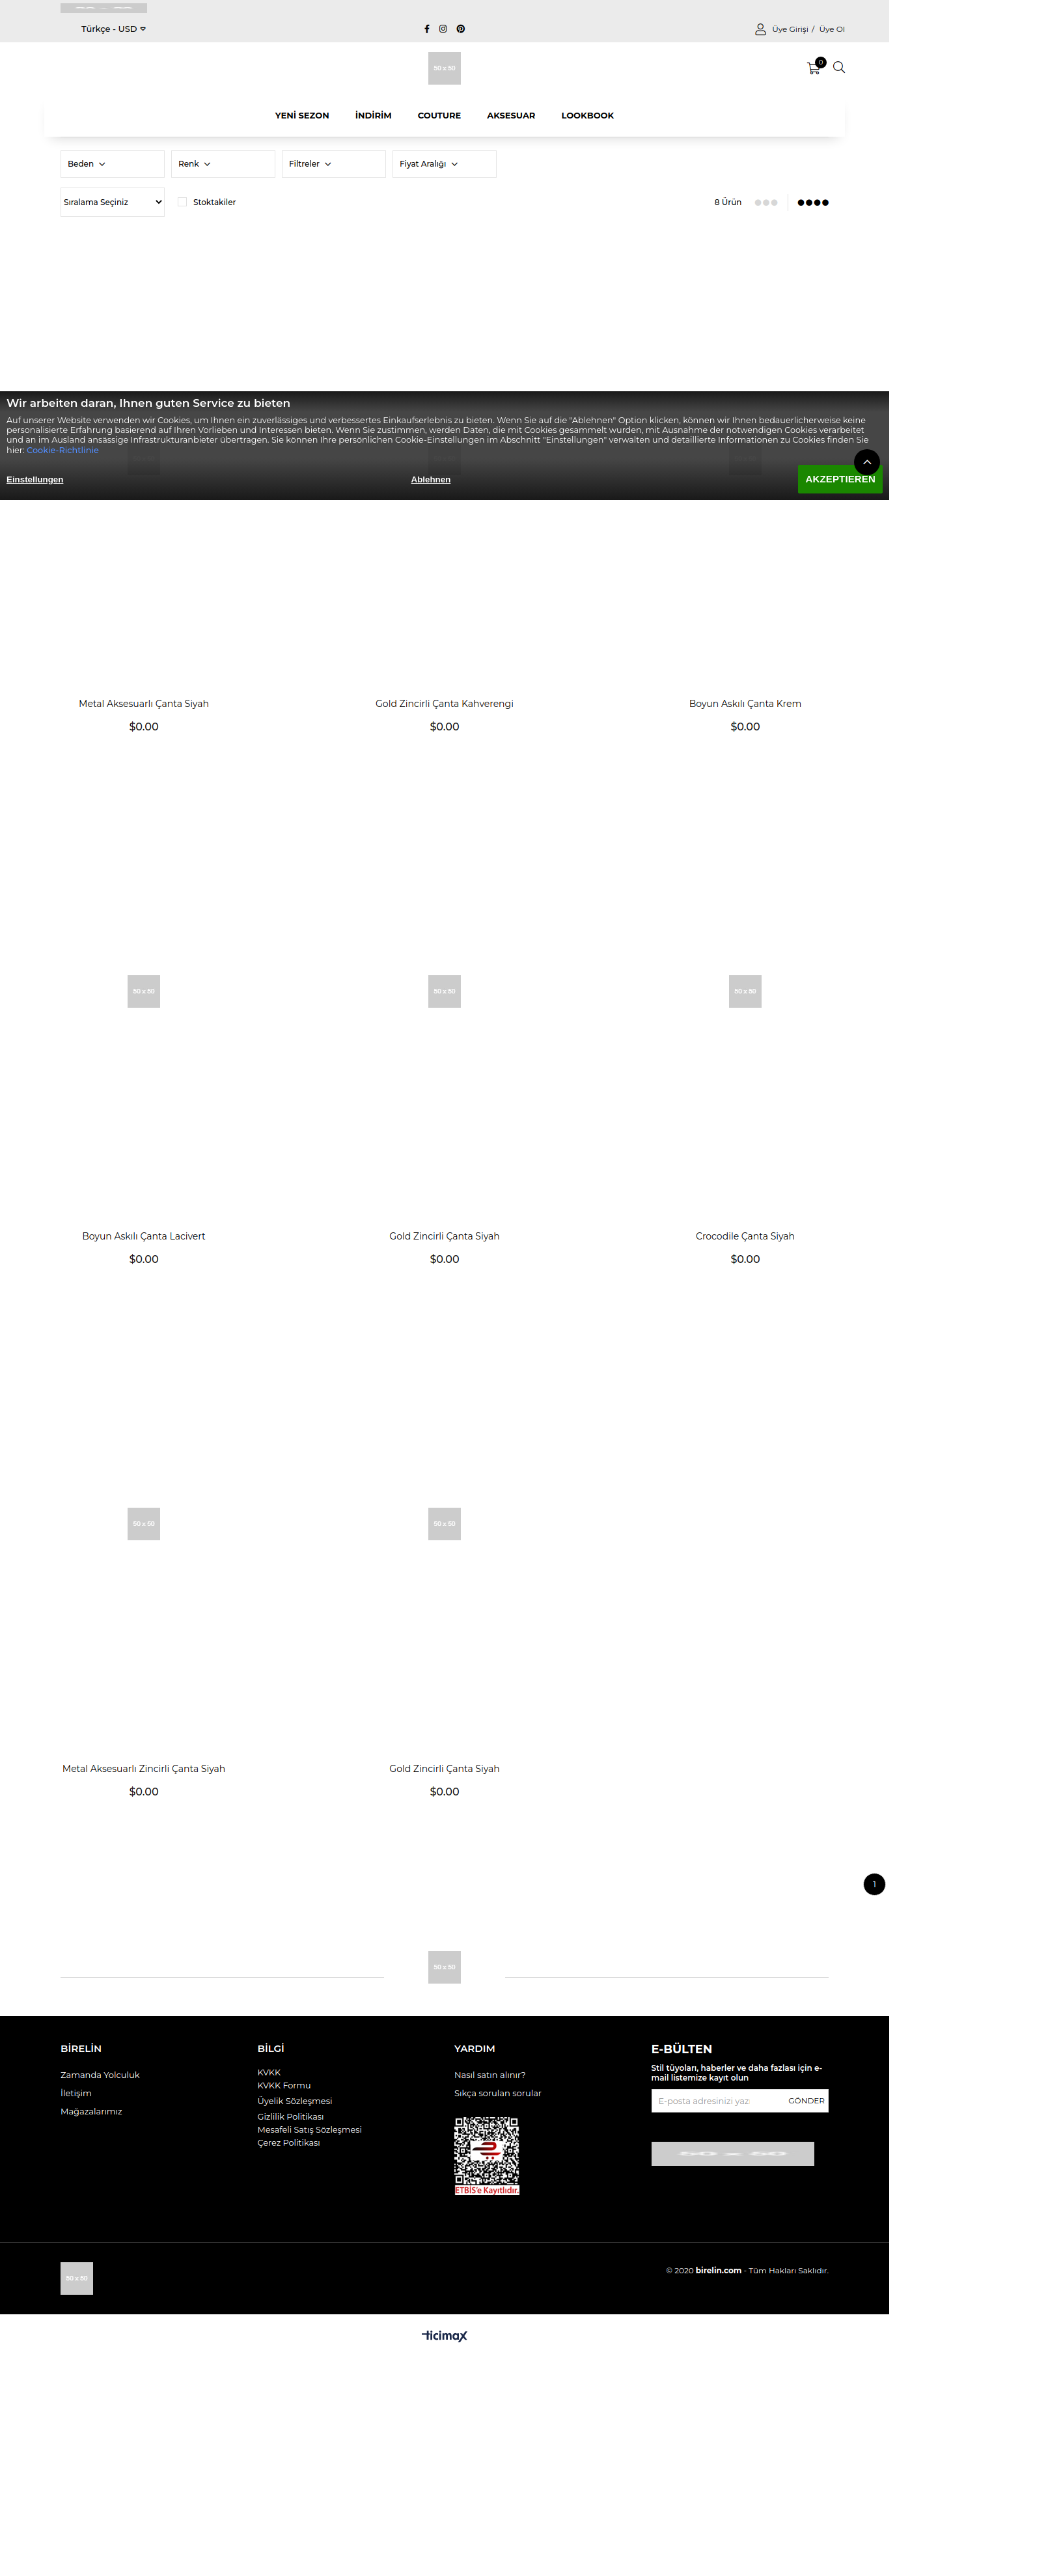 Türkçe - USD
Üye Girişi / Üye Ol
50 x 50
0
YENİ SEZON İNDİRİM COUTURE AKSESUAR LOOKBOOK
Beden Renk Filtreler Fiyat Aralığı
Sıralama Seçiniz Stoktakiler 8 Ürün
Wir arbeiten daran, Ihnen guten Service zu bieten
Auf unserer Website verwenden wir Cookies, um Ihnen ein zuverlässiges und verbessertes Einkaufserlebnis zu bieten. Wenn Sie auf die "Ablehnen" Option klicken, können wir Ihnen bedauerlicherweise keine
personalisierte Erfahrung basierend auf Ihren Vorlieben und Interessen bieten. Wenn Sie zustimmen, werden Daten, die mit Cookies gesammelt wurden, mit Ausnahme der notwendigen Cookies verarbeitet
und an im Ausland ansässige Infrastrukturanbieter übertragen. Sie können Ihre persönlichen Cookie-Einstellungen im Abschnitt "Einstellungen" verwalten und detaillierte Informationen zu Cookies finden Sie
hier: Cookie-Richtlinie
Einstellungen Ablehnen AKZEPTIEREN
Metal Aksesuarlı Çanta Siyah Gold Zincirli Çanta Kahverengi Boyun Askılı Çanta Krem
$0.00 $0.00 $0.00
50 x 50 50 x 50 50 x 50
Boyun Askılı Çanta Lacivert Gold Zincirli Çanta Siyah Crocodile Çanta Siyah
$0.00 $0.00 $0.00
50 x 50 50 x 50
Metal Aksesuarlı Zincirli Çanta Siyah Gold Zincirli Çanta Siyah
$0.00 $0.00
1
50 x 50
BİRELİN
Zamanda Yolculuk
İletişim
Mağazalarımız
BİLGİ
KVKK
KVKK Formu
Üyelik Sözleşmesi
Gizlilik Politikası
Mesafeli Satış Sözleşmesi
Çerez Politikası
YARDIM
Nasıl satın alınır?
Sıkça sorulan sorular
ETBİS'e Kayıtlıdır.
E-BÜLTEN
Stil tüyoları, haberler ve daha fazlası için e-
mail listemize kayıt olun
E-posta adresinizi yaz GÖNDER
50 x 50
50 x 50
© 2020 birelin.com - Tüm Hakları Saklıdır.
ticimax